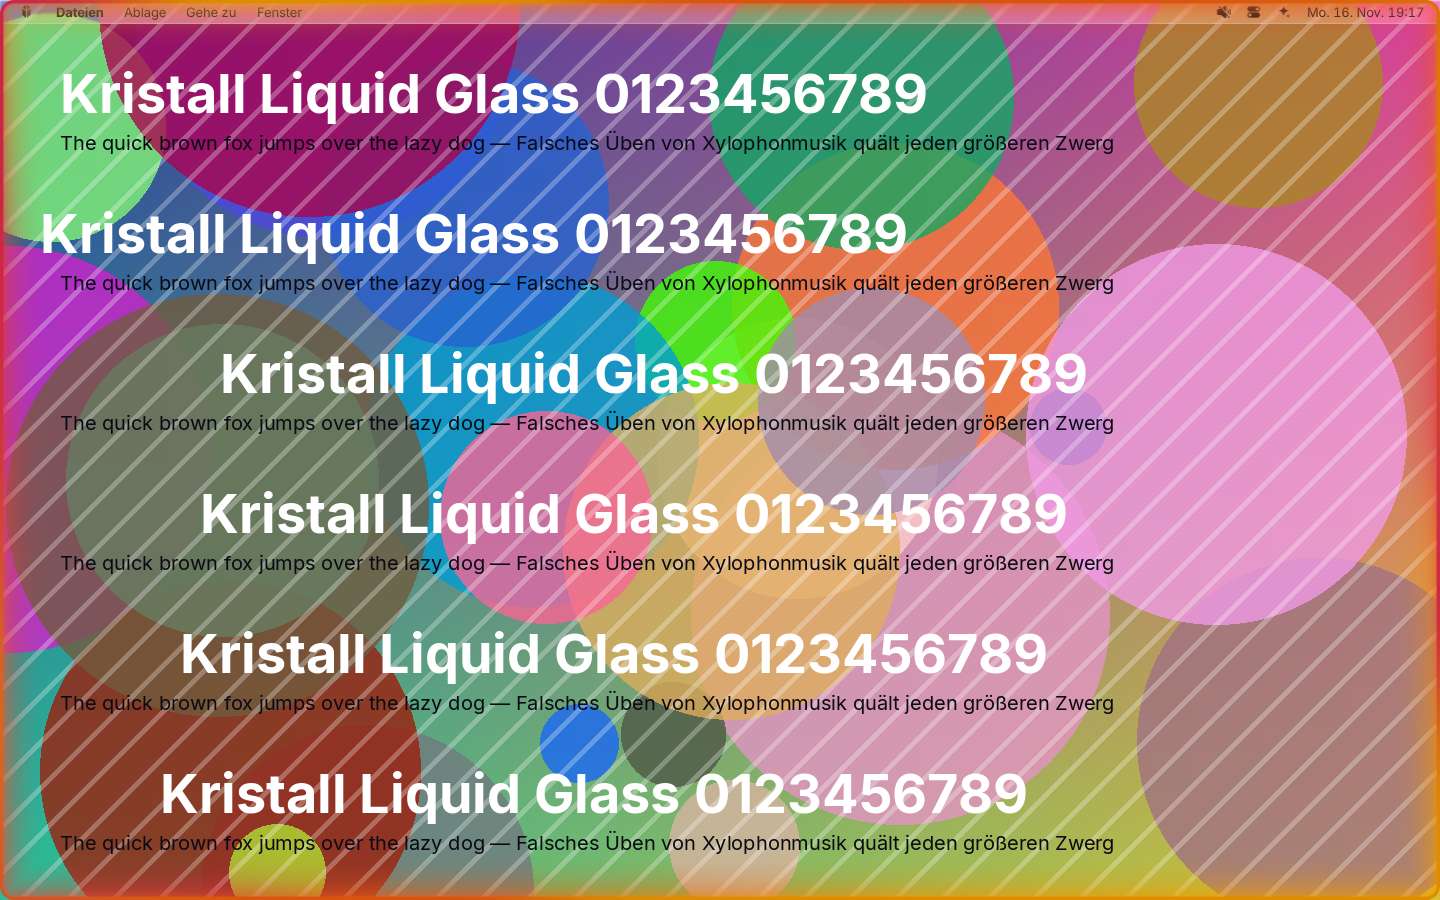 Dateien Ablage Gehe zu Fenster Mo. 16. Nov. 19:17
Kristall Liquid Glass 0123456789
The quick brown fox jumps over the lazy dog — Falsches Üben von Xylophonmusik quält jeden größeren Zwerg
Kristall Liquid Glass 0123456789
The quick brown fox jumps over the lazy dog — Falsches Üben von Xylophonmusik quält jeden größeren Zwerg
Kristall Liquid Glass 0123456789
The quick brown fox jumps over the lazy dog — Falsches Üben von Xylophonmusik quält jeden größeren Zwerg
Kristall Liquid Glass 0123456789
The quick brown fox jumps over the lazy dog — Falsches Üben von Xylophonmusik quält jeden größeren Zwerg
Kristall Liquid Glass 0123456789
The quick brown fox jumps over the lazy dog — Falsches Üben von Xylophonmusik quält jeden größeren Zwerg
Kristall Liquid Glass 0123456789
The quick brown fox jumps over the lazy dog — Falsches Üben von Xylophonmusik quält jeden größeren Zwerg